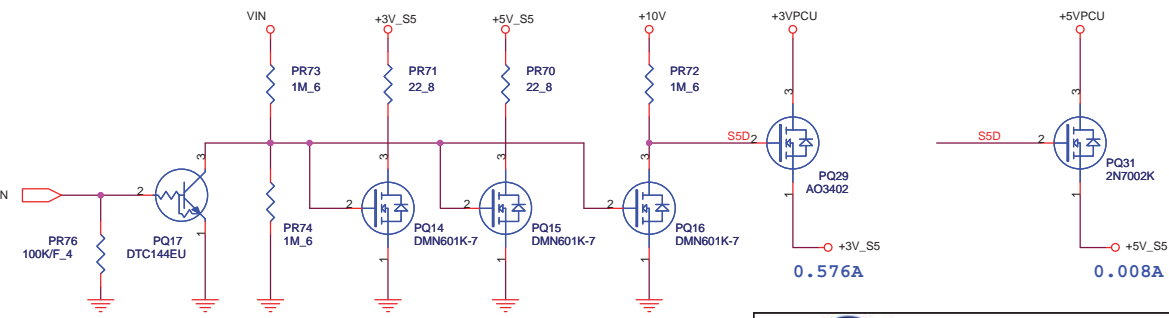 VIN
+3V_S5
+5V_S5
+10V
+3VPCU
+5VPCU
PR73
1M_6
PR71
22_8
PR70
22_8
PR72
1M_6
3
3
3
3
3
3
S5D
2
PQ29
AO3402
S5D
2
PQ31
2N7002K
N
2
PR76
100K/F_4
PQ17
DTC144EU
1
PR74
1M_6
2
PQ14
DMN601K-7
1
2
PQ15
DMN601K-7
1
2
PQ16
DMN601K-7
1
1
1
+3V_S5
0.576A
+5V_S5
0.008A